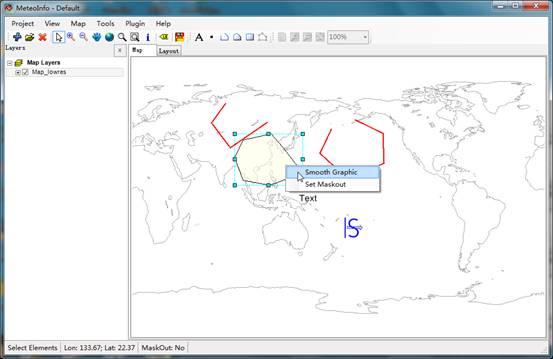 MeteoInfo - Default
Project View Map Tools Plugin Help
A 100%
Layers x Map Layout
Map Layers
Map_lowres
Smooth Graphic
Set Maskout
Text
Select Elements Lon: 133.67; Lat: 22.37 MaskOut: No